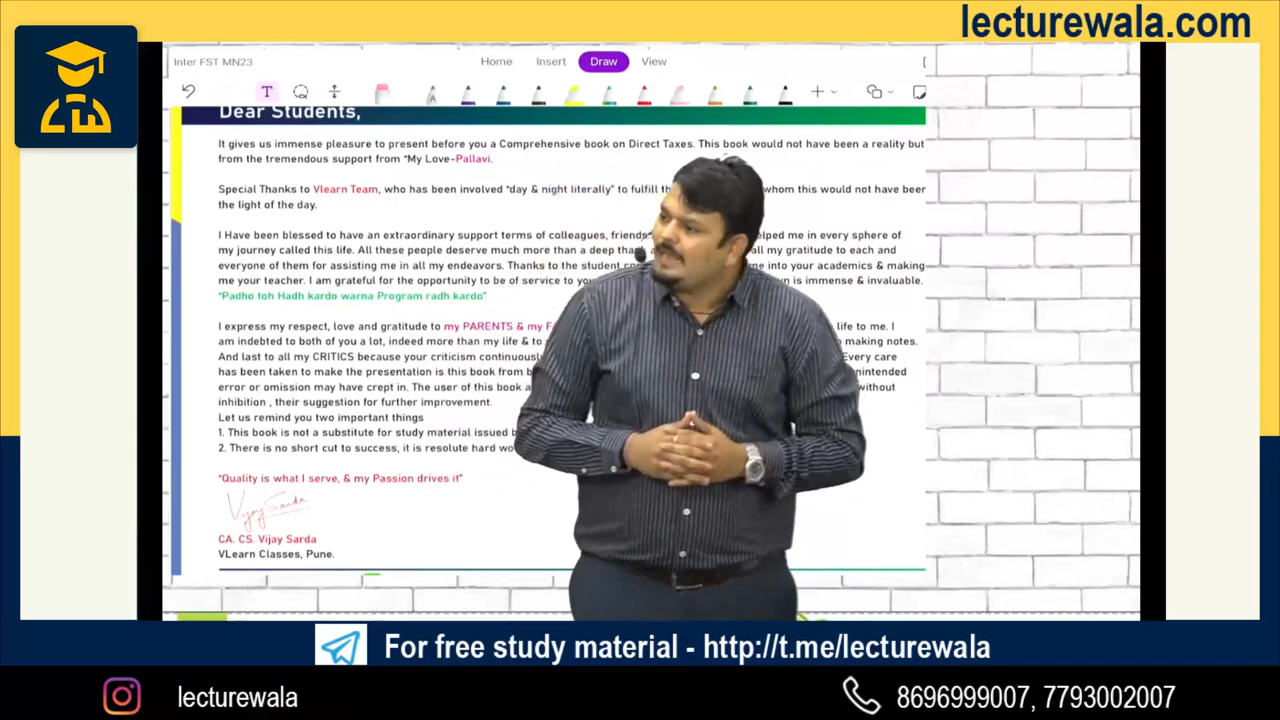 lecturewala.com
Inter FST MN23
Home Insert Draw View
Dear Students,
It gives us immense pleasure to present before you a Comprehensive book on Direct Taxes. This book would not have been a reality but
from the tremendous support from "My Love-Pallavi.
Special Thanks to Vlearn Team, who has been involved "day & night literally" to fulfill whom this would not have been
the light of the day.
I Have been blessed to have an extraordinary support terms of colleagues, friends me in every sphere of
my journey called this life. All these people deserve much more than a deep all my gratitude to each and
everyone of them for assisting me in all my endeavors. Thanks to the student me into your academics & making
me your teacher. I am grateful for the opportunity to be of service to is immense & invaluable.
"Padho toh Hadh kardo warna Program radh kardo"
I express my respect, love and gratitude to my PARENTS & my life to me. I
am indebted to both of you a lot, indeed more than my life & to making notes.
And last to all my CRITICS because your criticism continuously Every care
has been taken to make the presentation is this book from
error or omission may have crept in. The user of this book without
inhibition , their suggestion for further improvement.
Let us remind you two important things
1. This book is not a substitute for study material issued
2. There is no short cut to success, it is resolute hard
"Quality is what I serve, & my Passion drives it"
Vijay Sarda
CA. CS. Vijay Sarda
VLearn Classes, Pune.
For free study material - http://t.me/lecturewala
lecturewala 8696999007, 7793002007